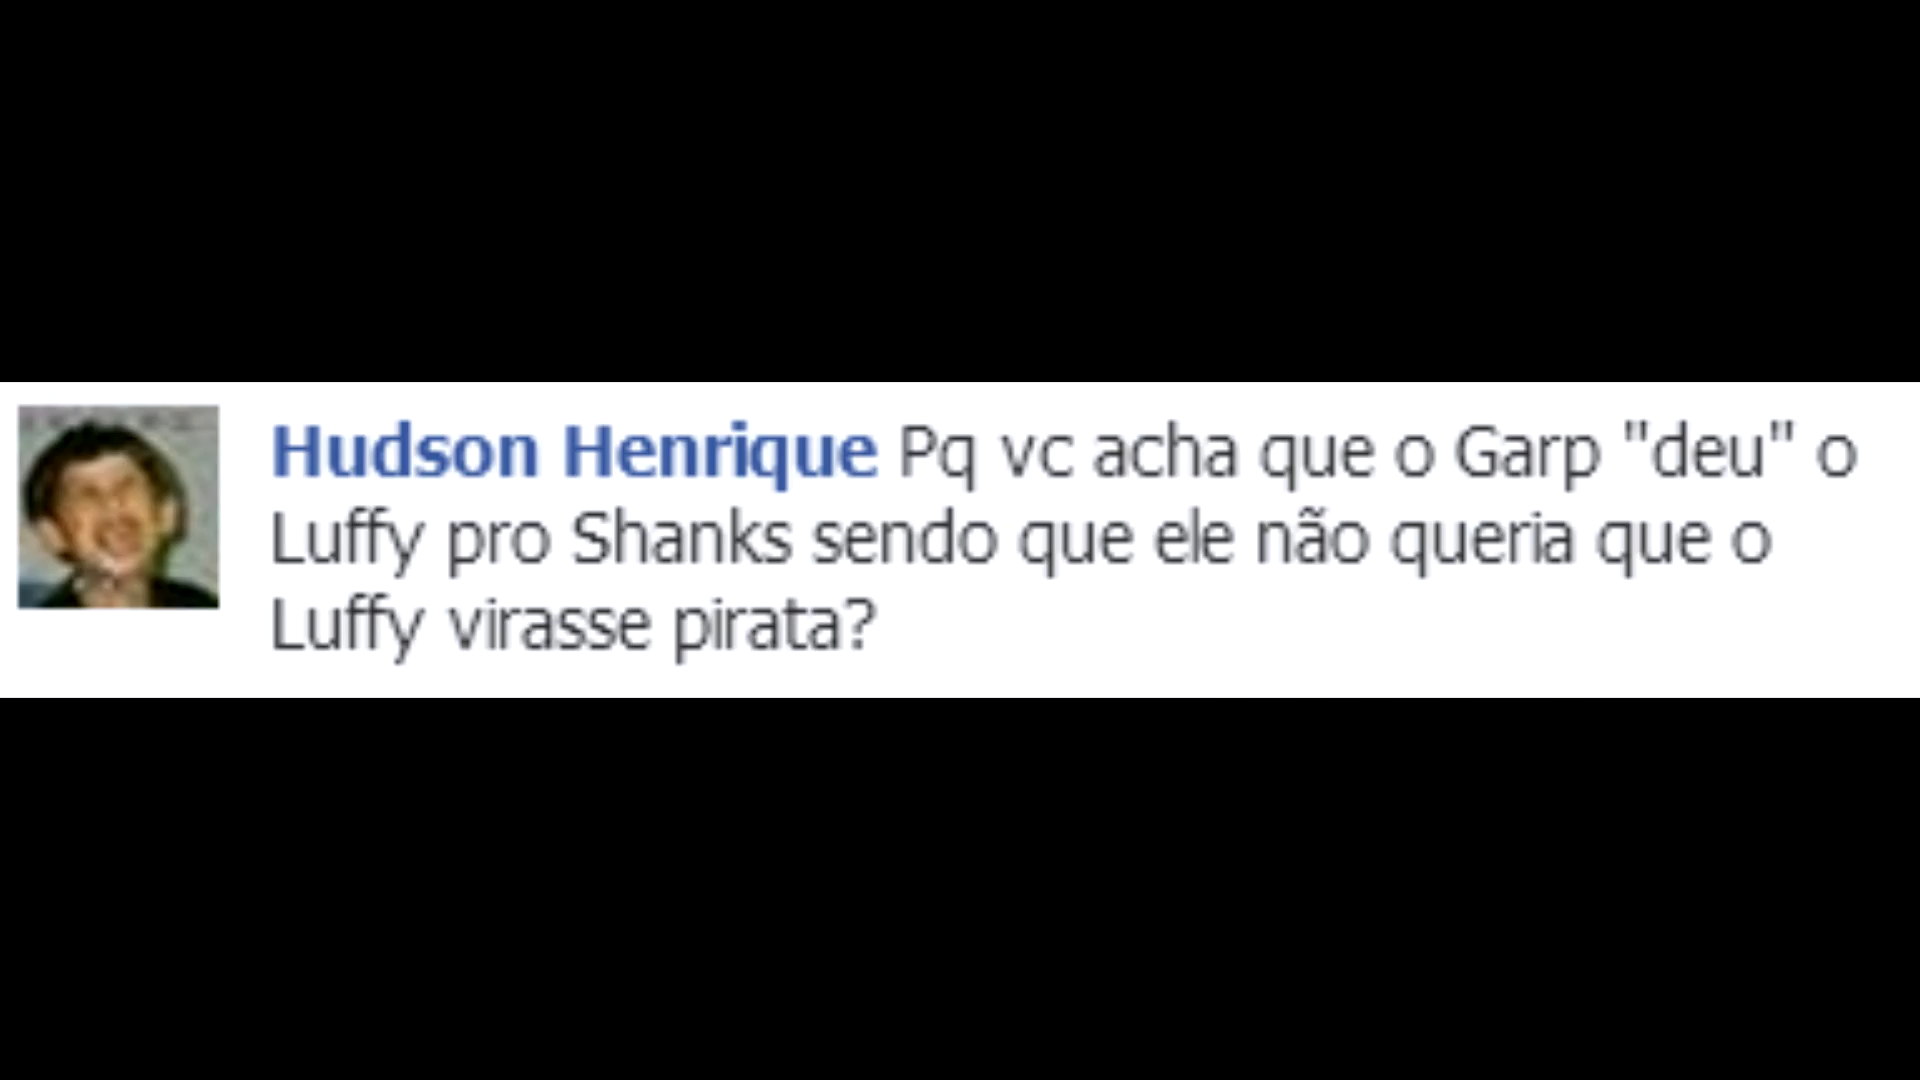 Hudson Henrique Pq vc acha que o Garp "deu" o
Luffy pro Shanks sendo que ele não queria que o
Luffy virasse pirata?